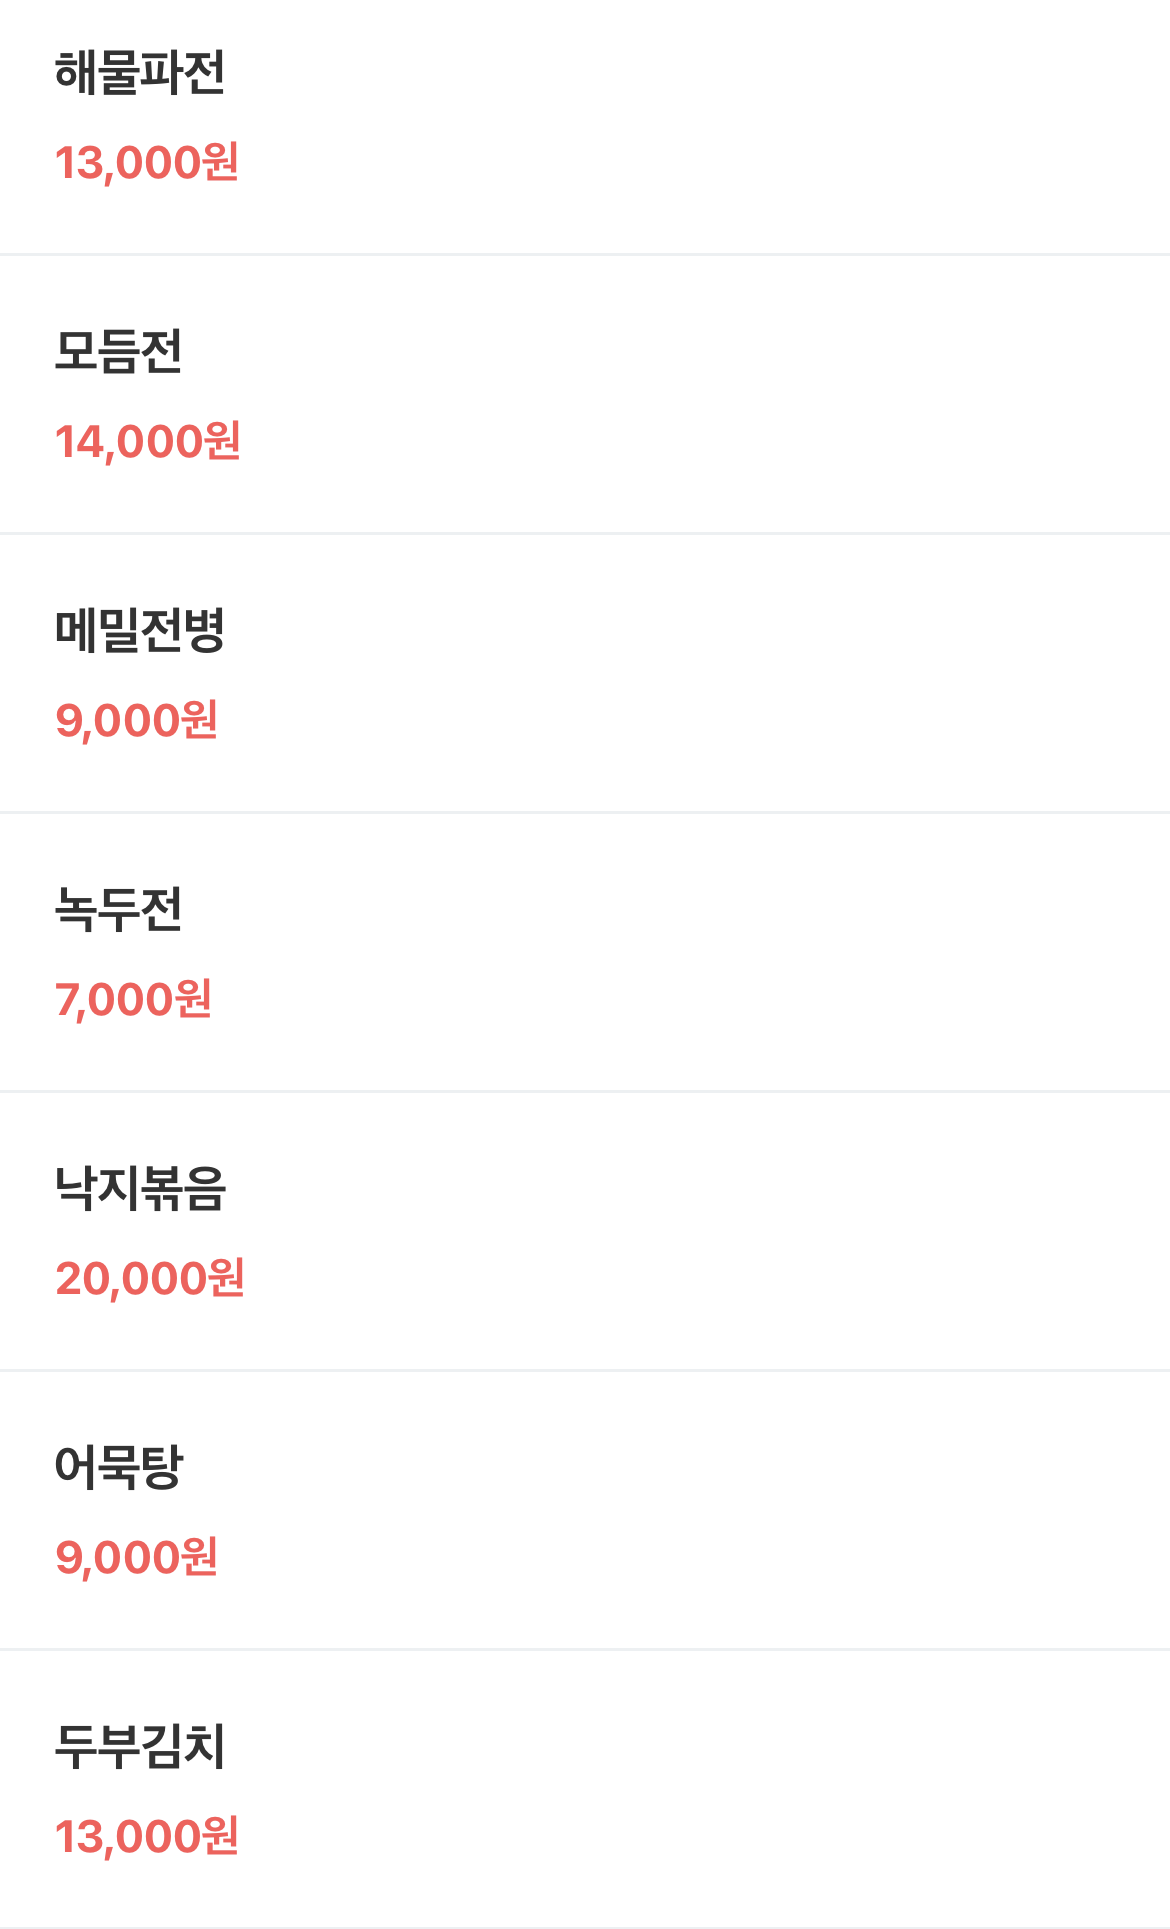 해물파전
13,000원
모듬전
14,000원
메밀전병
9,000원
녹두전
7,000원
낙지볶음
20,000원
어묵탕
9,000원
두부김치
13,000원